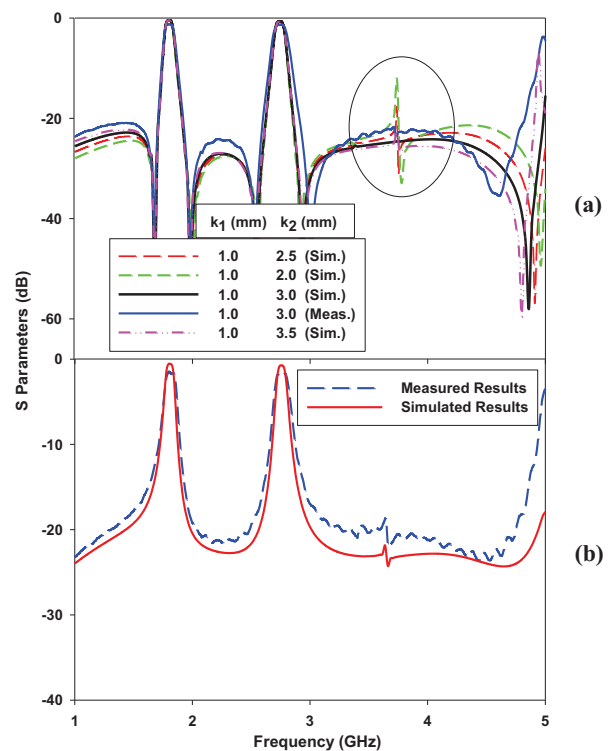 0
-20
-40
-60
(a)
k1 (mm) k2 (mm)
1.0 2.5 (Sim.)
1.0 2.0 (Sim.)
1.0 3.0 (Sim.)
1.0 3.0 (Meas.)
1.0 3.5 (Sim.)
S Parameters (dB)
0
-10
-20
-30
-40
Measured Results
Simulated Results
(b)
1 2 3 4 5
Frequency (GHz)